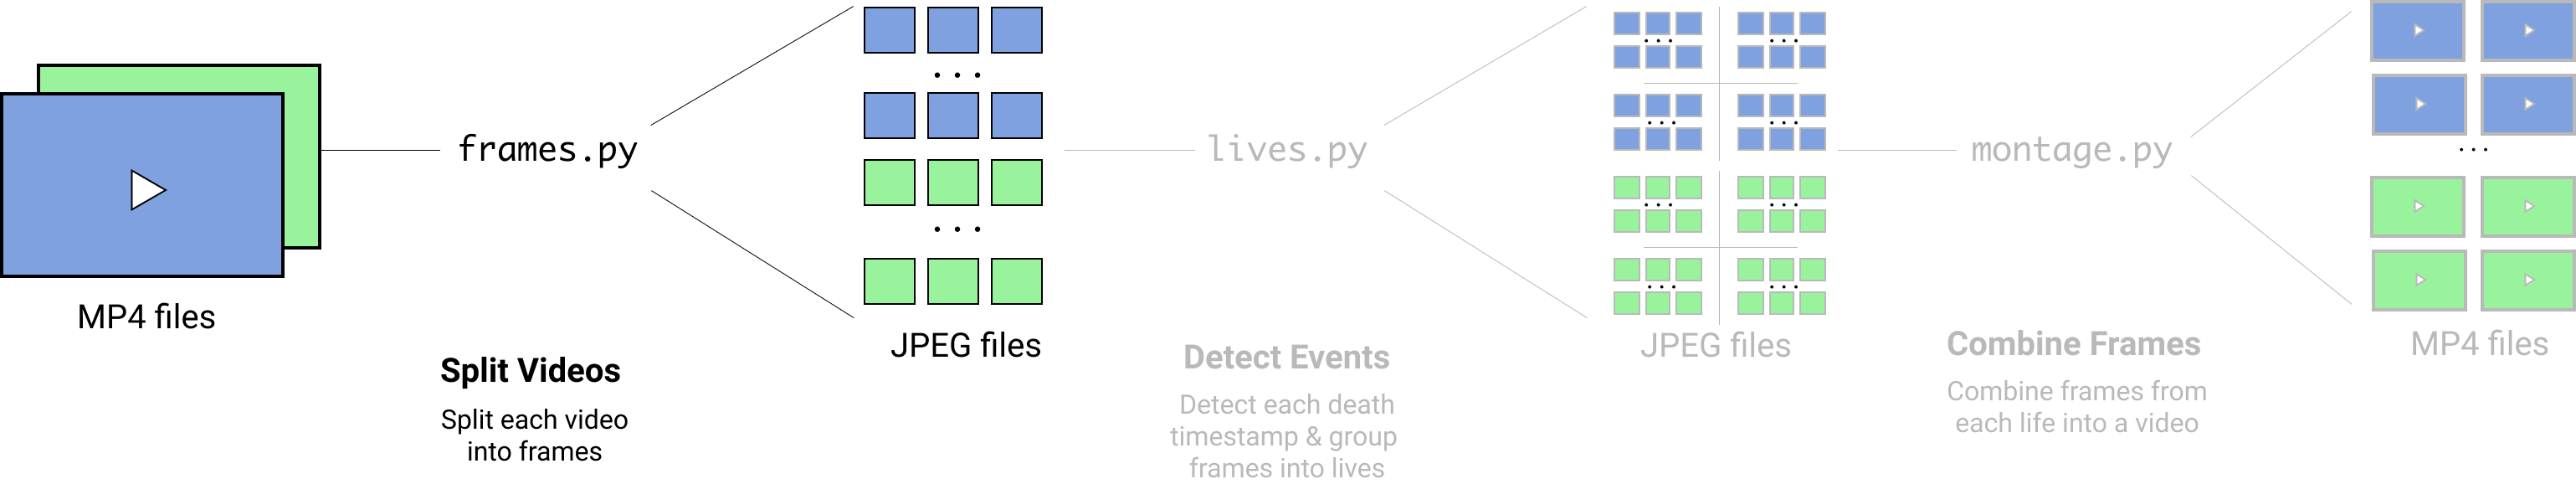 MP4 files
frames.py
Split Videos
Split each video
into frames
JPEG files
lives.py
Detect Events
Detect each death
timestamp & group
frames into lives
JPEG files
montage.py
Combine Frames
Combine frames from
each life into a video
MP4 files